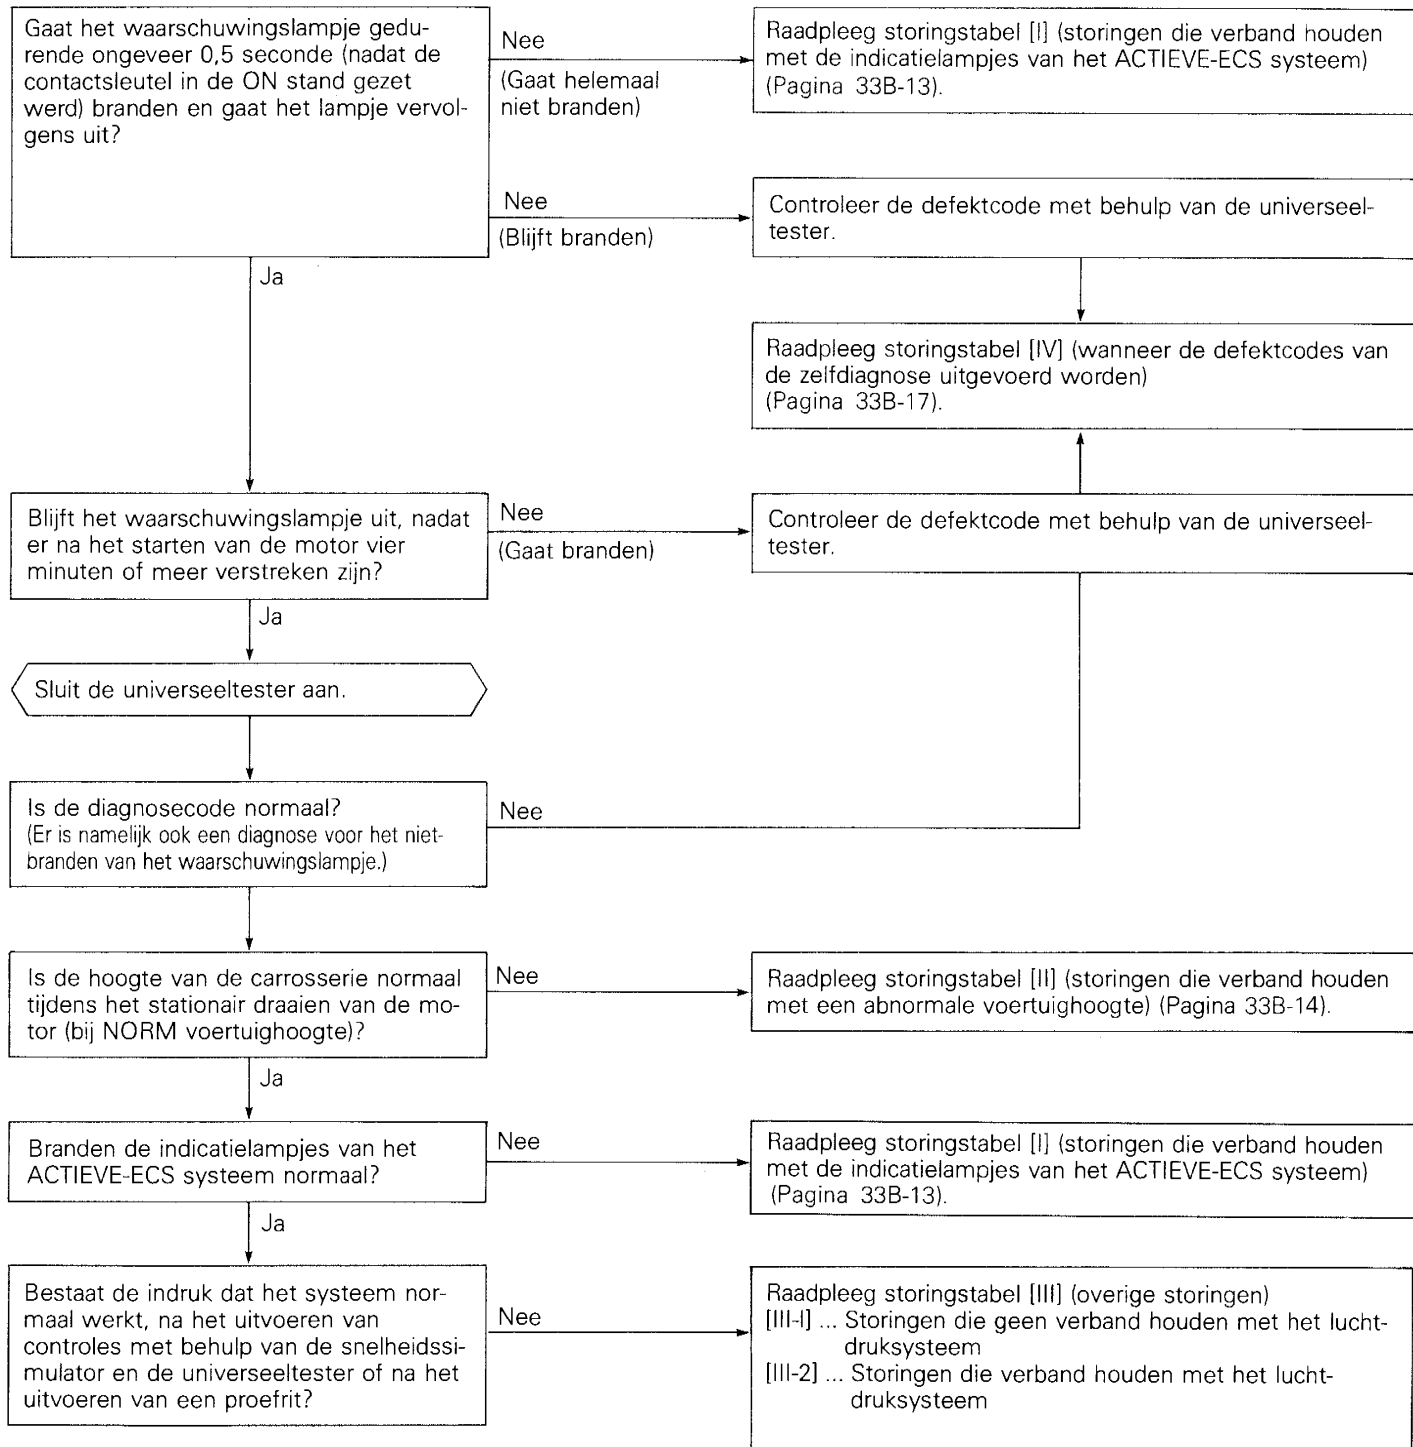 Gaat het waarschuwingslampje gedu-
rende ongeveer 0,5 seconde (nadat de
contactsleutel in de ON stand gezet
werd) branden en gaat het lampje vervol-
gens uit?
Nee
(Gaat helemaal
niet branden)
Raadpleeg storingstabel [I] (storingen die verband houden
met de indicatielampjes van het ACTIEVE-ECS systeem)
(Pagina 33B-13).
Nee
(Blijft branden)
Controleer de defektcode met behulp van de universeel-
tester.
Ja
Raadpleeg storingstabel [IV] (wanneer de defektcodes van
de zelfdiagnose uitgevoerd worden)
(Pagina 33B-17).
Blijft het waarschuwingslampje uit, nadat
er na het starten van de motor vier
minuten of meer verstreken zijn?
Nee
(Gaat branden)
Controleer de defektcode met behulp van de universeel-
tester.
Ja
Sluit de universeeltester aan.
Is de diagnosecode normaal?
(Er is namelijk ook een diagnose voor het niet-
branden van het waarschuwingslampje.)
Nee
Is de hoogte van de carrosserie normaal
tijdens het stationair draaien van de mo-
tor (bij NORM voertuighoogte)?
Nee
Raadpleeg storingstabel [II] (storingen die verband houden
met een abnormale voertuighoogte) (Pagina 33B-14).
Ja
Branden de indicatielampjes van het
ACTIEVE-ECS systeem normaal?
Nee
Raadpleeg storingstabel [I] (storingen die verband houden
met de indicatielampjes van het ACTIEVE-ECS systeem)
(Pagina 33B-13).
Ja
Bestaat de indruk dat het systeem nor-
maal werkt, na het uitvoeren van
controles met behulp van de snelheidssi-
mulator en de universeeltester of na het
uitvoeren van een proefrit?
Nee
Raadpleeg storingstabel [III] (overige storingen)
[III-I] ... Storingen die geen verband houden met het lucht-
druksysteem
[III-2] ... Storingen die verband houden met het lucht-
druksysteem